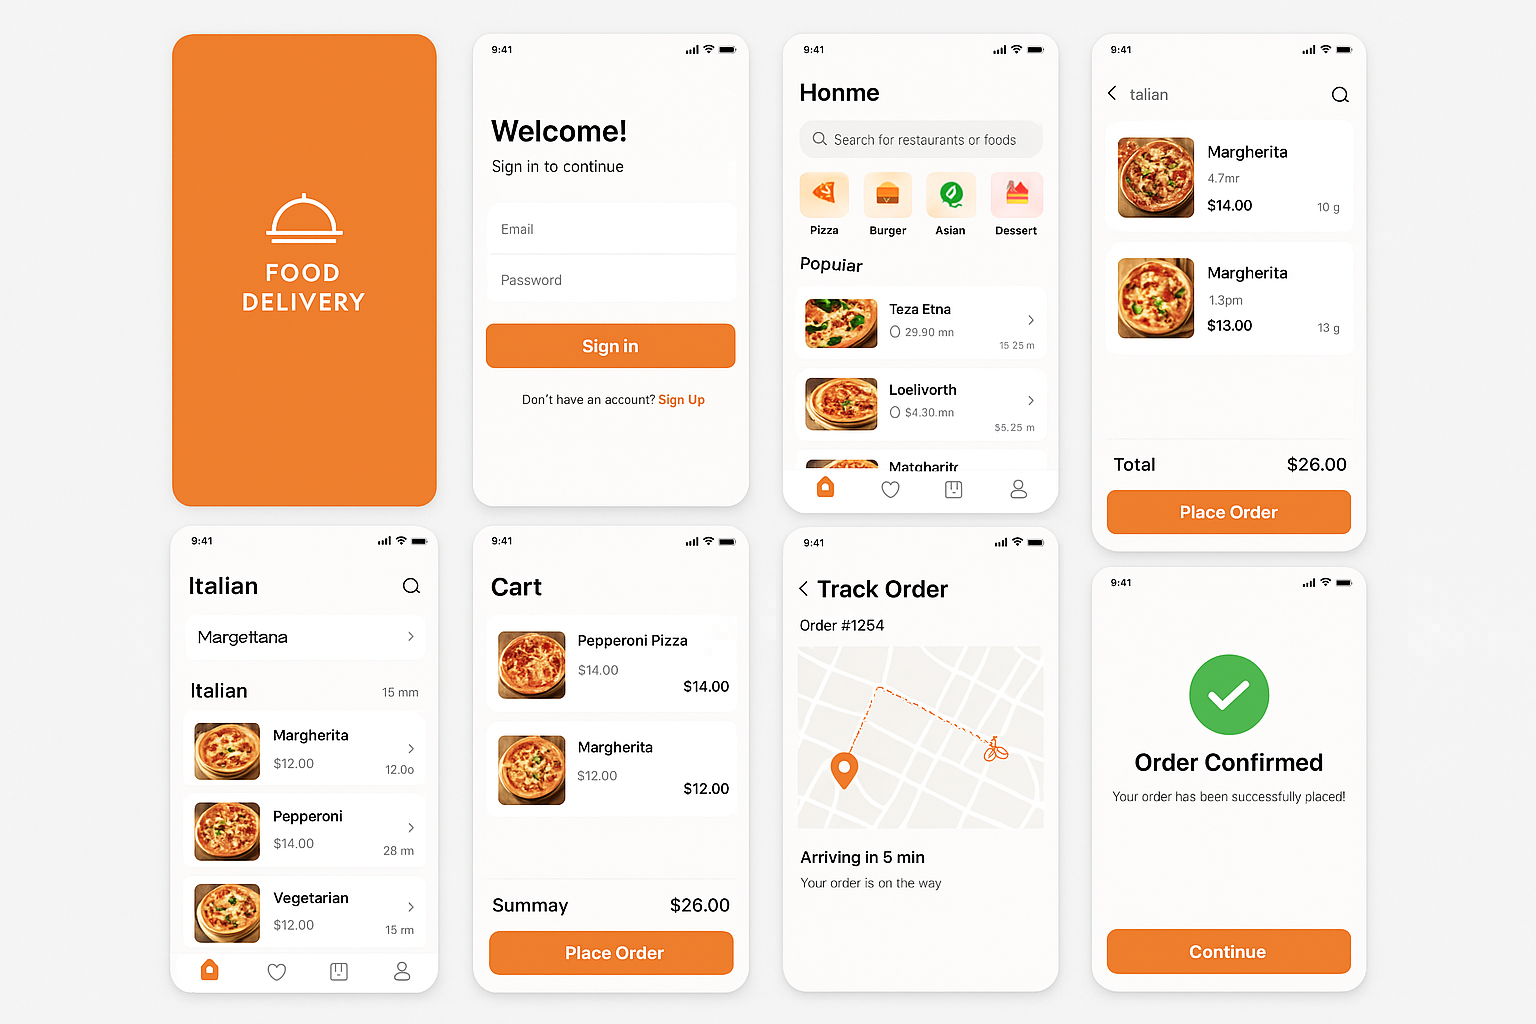 FOOD
DELIVERY
9:41
Welcome!
Sign in to continue
Email
Password
Sign in
Don't have an account? Sign Up
9:41
Honme
Search for restaurants or foods
Pizza Burger Asian Dessert
Popuiar
Teza Etna
29.90 mn
15 25 m
Loelivorth
$4.30.mn
$5.25 m
9:41
talian
Margherita
4.7mr
$14.00
10 g
Margherita
1.3pm
$13.00
13 g
Total $26.00
Place Order
9:41
Italian
Margettana
Italian 15 mm
Margherita
$12.00
12.0o
Pepperoni
$14.00
28 m
Vegetarian
$12.00
15 rm
9:41
Cart
Pepperoni Pizza
$14.00
$14.00
Margherita
$12.00
$12.00
Summay $26.00
Place Order
9:41
Track Order
Order #1254
Arriving in 5 min
Your order is on the way
9:41
Order Confirmed
Your order has been successfully placed!
Continue